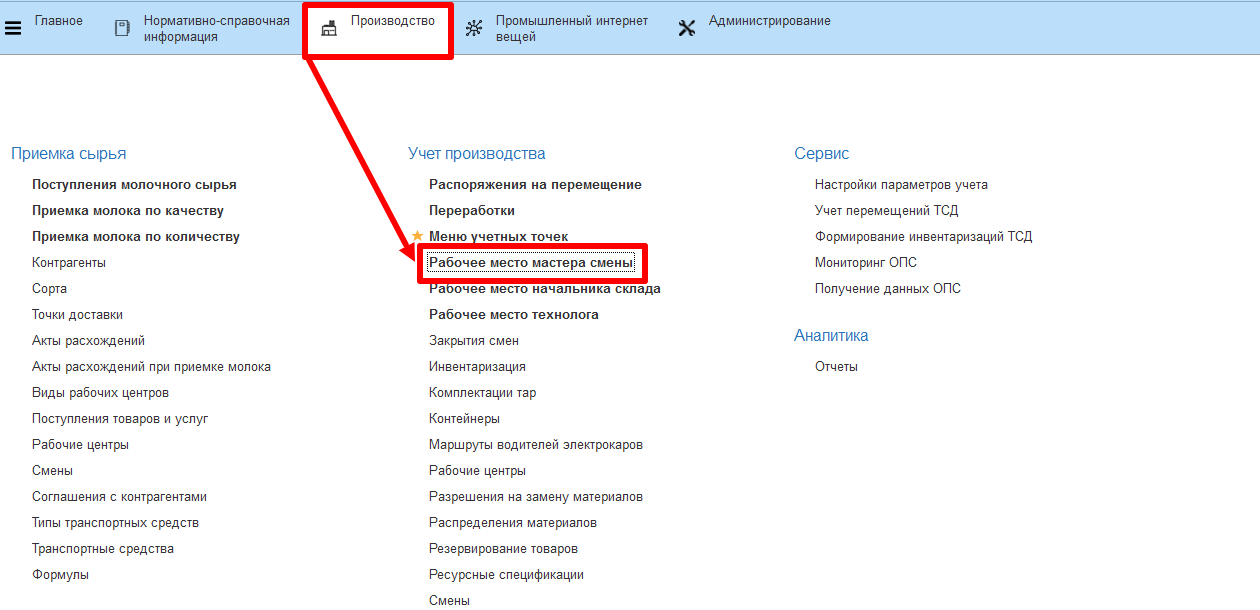 Главное
Нормативно-справочная
информация
Производство
Промышленный интернет
вещей
Администрирование
Приемка сырья
Поступления молочного сырья
Приемка молока по качеству
Приемка молока по количеству
Контрагенты
Сорта
Точки доставки
Акты расхождений
Акты расхождений при приемке молока
Виды рабочих центров
Поступления товаров и услуг
Рабочие центры
Смены
Соглашения с контрагентами
Типы транспортных средств
Транспортные средства
Формулы
Учет производства
Распоряжения на перемещение
Переработки
Меню учетных точек
Рабочее место мастера смены
Рабочее место начальника склада
Рабочее место технолога
Закрытия смен
Инвентаризация
Комплектации тар
Контейнеры
Маршруты водителей электрокаров
Рабочие центры
Разрешения на замену материалов
Распределения материалов
Резервирование товаров
Ресурсные спецификации
Смены
Сервис
Настройки параметров учета
Учет перемещений ТСД
Формирование инвентаризаций ТСД
Мониторинг ОПС
Получение данных ОПС
Аналитика
Отчеты